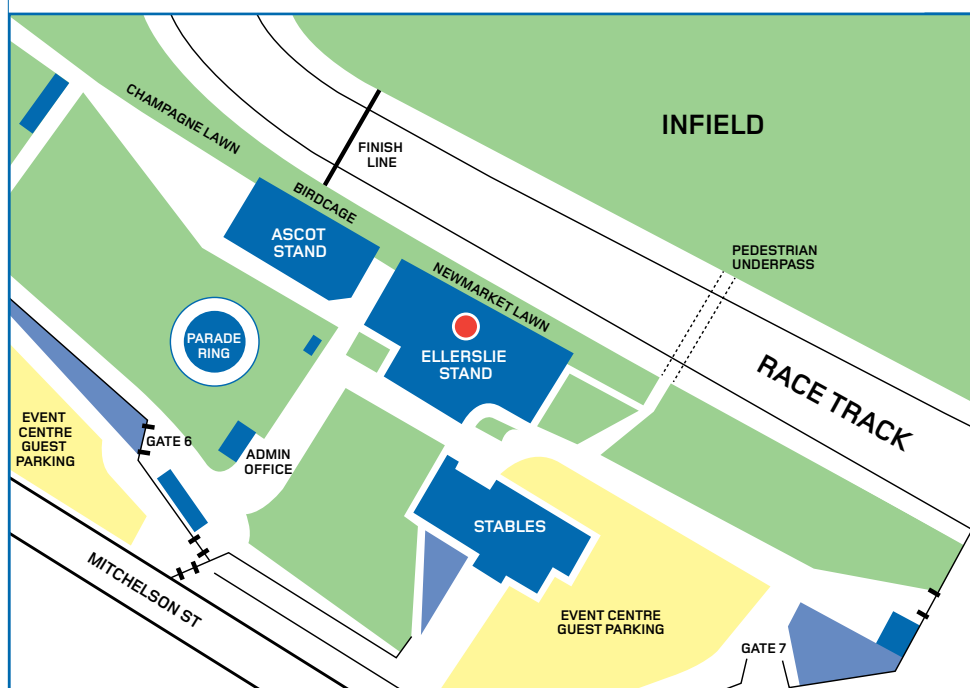 INFIELD
CHAMPAGNE LAWN
FINISH
LINE
BIRDCAGE
ASCOT
STAND
PEDESTRIAN
UNDERPASS
NEWMARKET LAWN
PARADE
RING
ELLERSLIE
STAND
RACE TRACK
EVENT
CENTRE
GUEST
PARKING
GATE 6
ADMIN
OFFICE
STABLES
MITCHELSON ST
EVENT CENTRE
GUEST PARKING
GATE 7